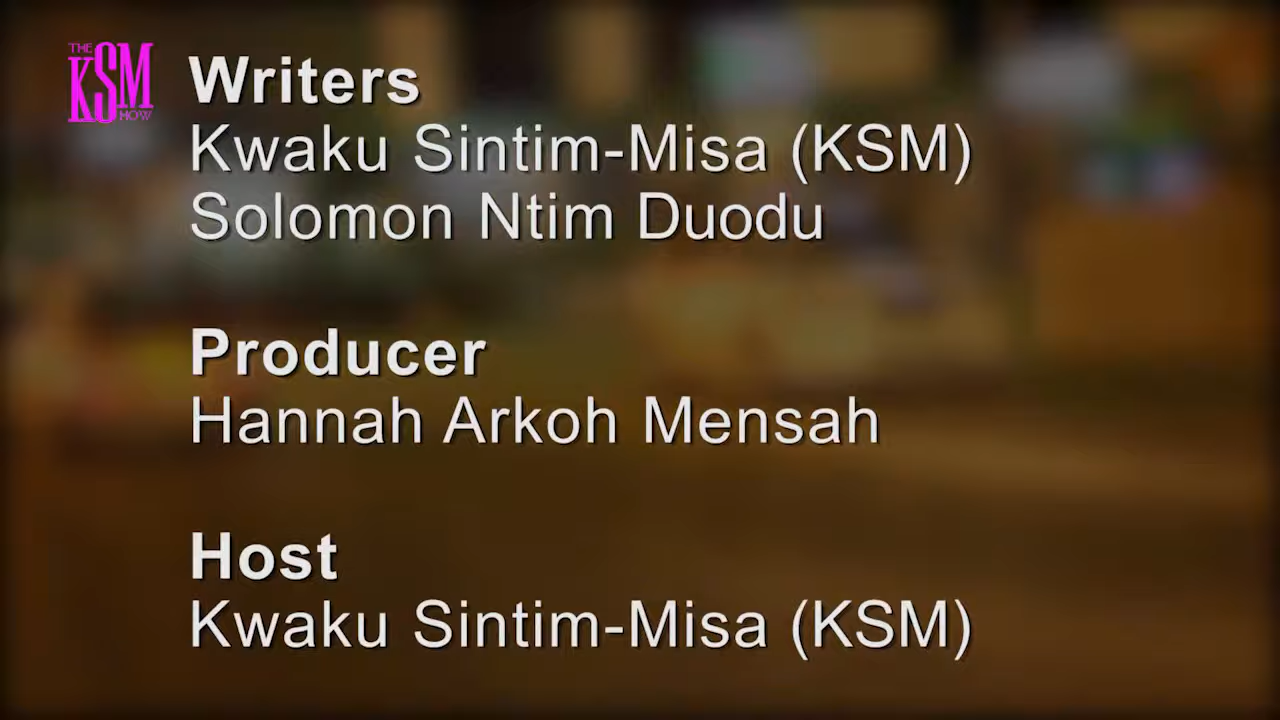 THE
KSM
SHOW
Writers
Kwaku Sintim-Misa (KSM)
Solomon Ntim Duodu
Producer
Hannah Arkoh Mensah
Host
Kwaku Sintim-Misa (KSM)